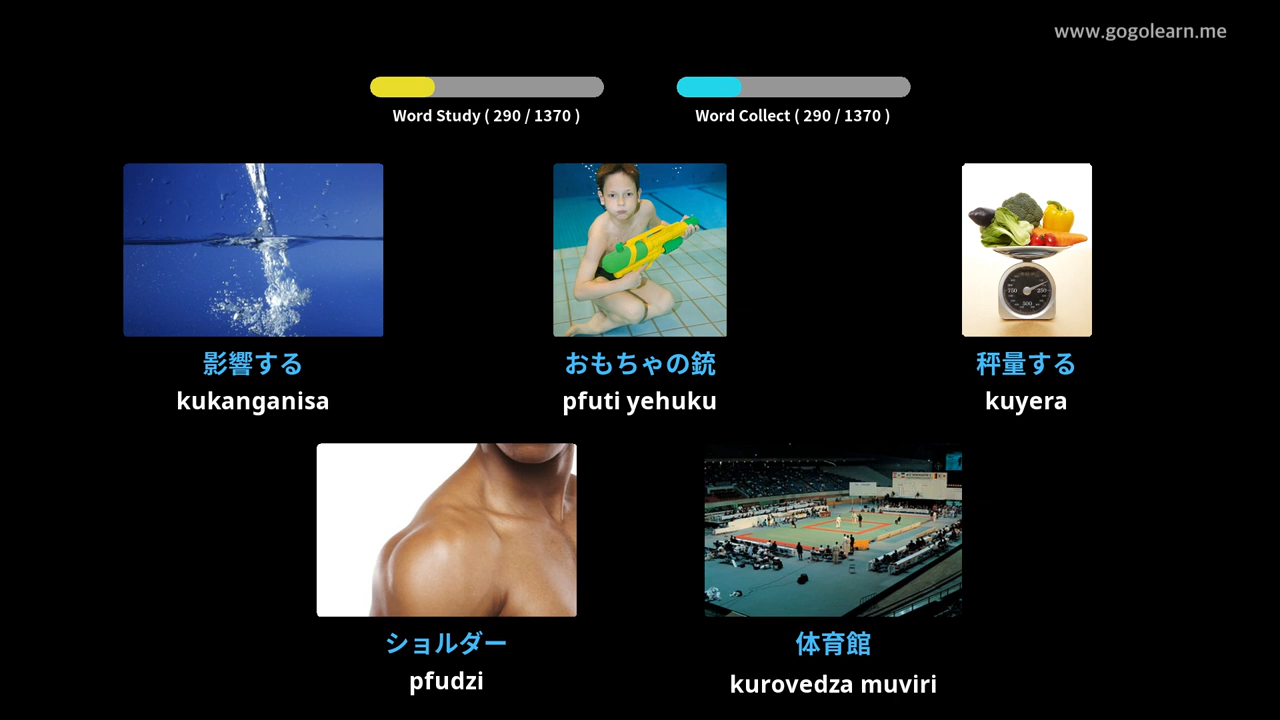 www.gogolearn.me
Word Study ( 290 / 1370 )
Word Collect ( 290 / 1370 )
影響する
kukanganisa
おもちゃの銃
pfuti yehuku
秤量する
kuyera
ショルダー
pfudzi
体育館
kurovedza muviri